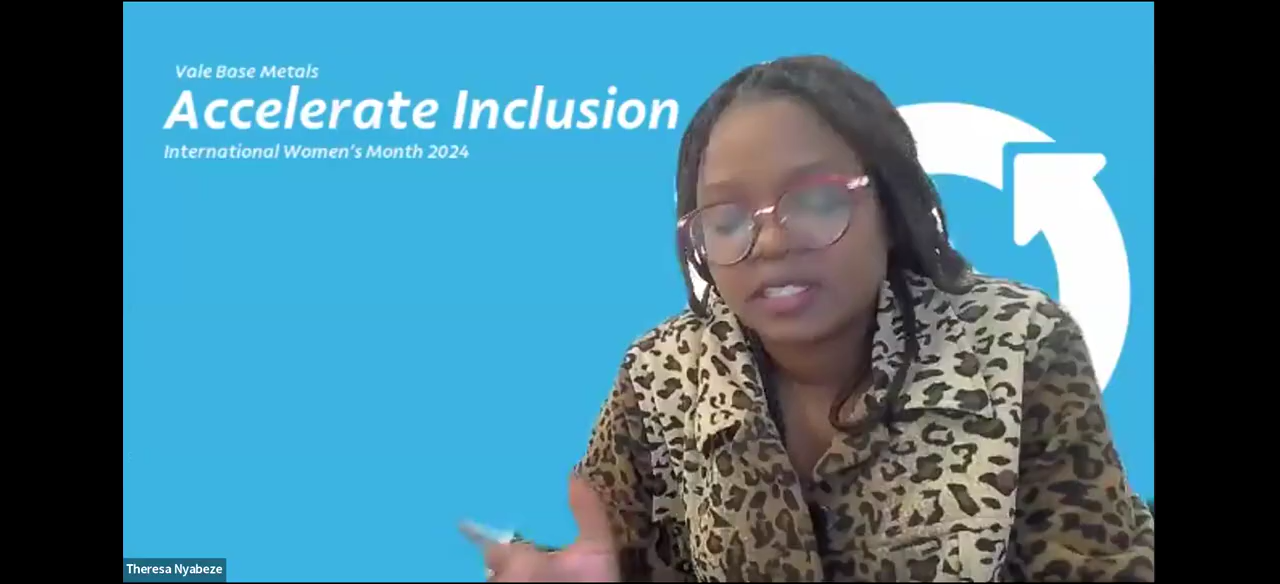 Vale Base Metals
Accelerate Inclusion
International Women's Month 2024
Theresa Nyabeze